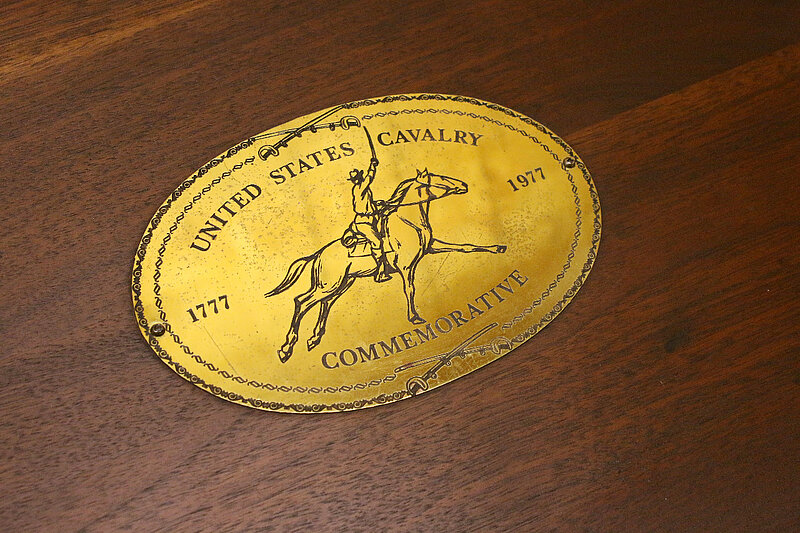 UNITED STATES CAVALRY
1777 1977
COMMEMORATIVE